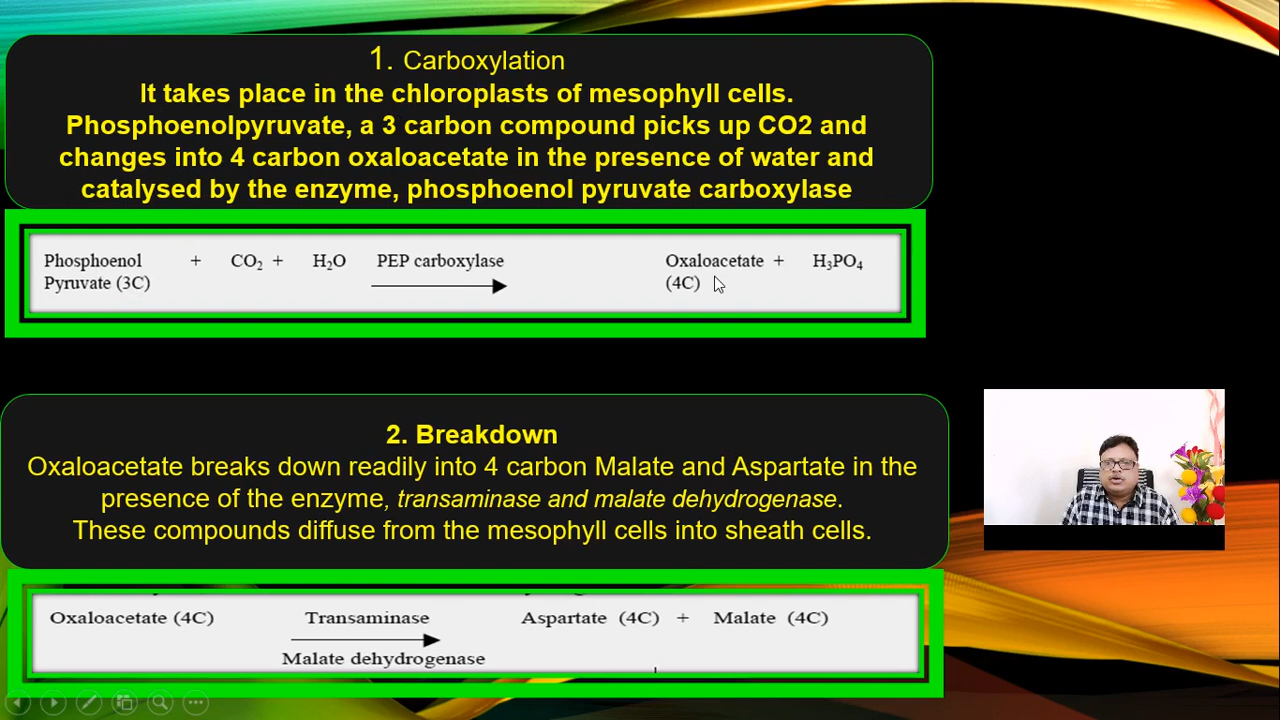 1. Carboxylation
It takes place in the chloroplasts of mesophyll cells.
Phosphoenolpyruvate, a 3 carbon compound picks up CO2 and
changes into 4 carbon oxaloacetate in the presence of water and
catalysed by the enzyme, phosphoenol pyruvate carboxylase
Phosphoenol + CO₂ + H₂O PEP carboxylase Oxaloacetate + H₃PO₄
Pyruvate (3C) (4C)
2. Breakdown
Oxaloacetate breaks down readily into 4 carbon Malate and Aspartate in the
presence of the enzyme, transaminase and malate dehydrogenase.
These compounds diffuse from the mesophyll cells into sheath cells.
Oxaloacetate (4C) Transaminase Aspartate (4C) + Malate (4C)
Malate dehydrogenase